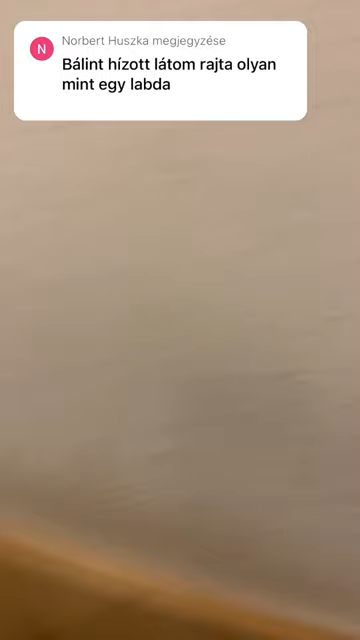 N
Norbert Huszka megjegyzése
Bálint hízott látom rajta olyan
mint egy labda